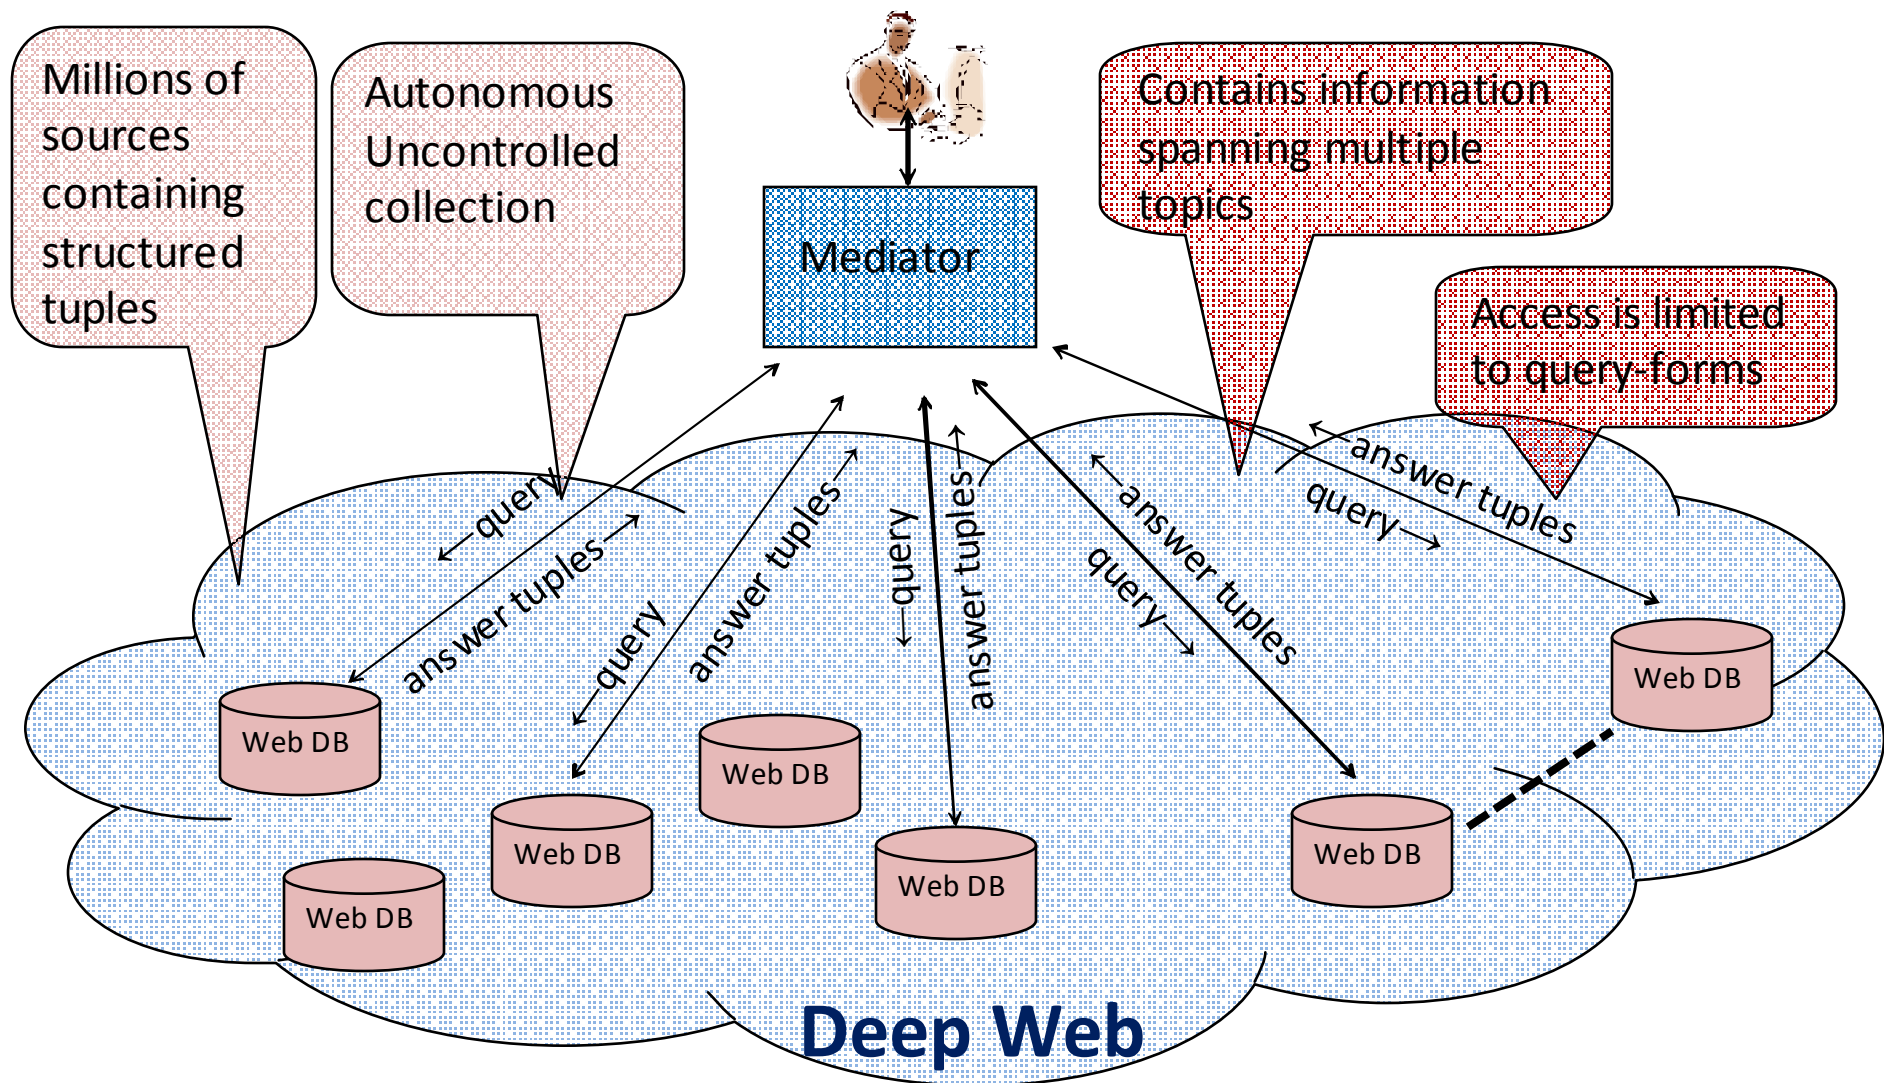 Millions of
sources
containing
structured
tuples
Autonomous
Uncontrolled
collection
Mediator
Contains information
spanning multiple
topics
Access is limited
to query-forms
query
answer tuples
query
answer tuples
query
answer tuples
answer tuples
query
answer tuples
query
Web DB
Web DB
Web DB
Web DB
Web DB
Web DB
Web DB
Deep Web